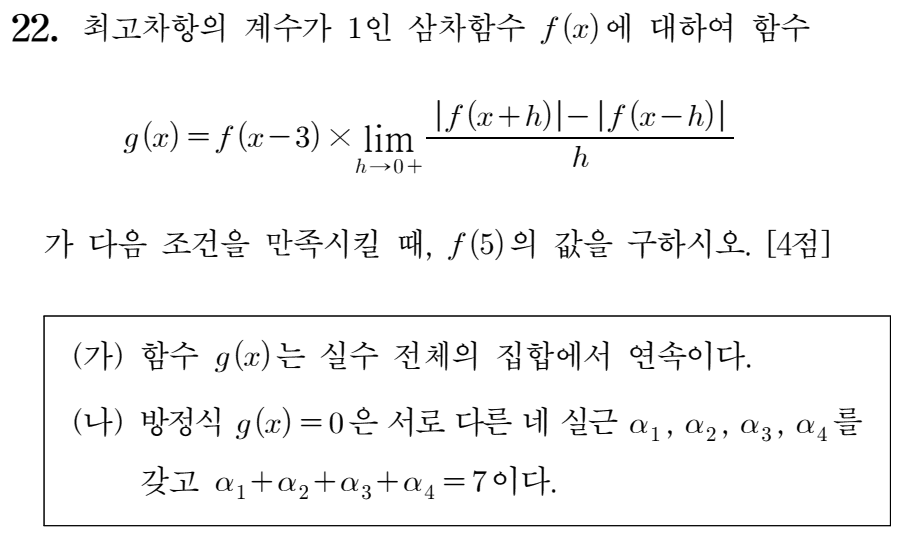 22. 최고차항의 계수가 1인 삼차함수 f(x)에 대하여 함수
g(x)=f(x-3)×lim_{h→0+} \frac{|f(x+h)|-|f(x-h)|}{h}
가 다음 조건을 만족시킬 때, f(5)의 값을 구하시오. [4점]
(가) 함수 g(x)는 실수 전체의 집합에서 연속이다.
(나) 방정식 g(x)=0은 서로 다른 네 실근 α₁, α₂, α₃, α₄를
갖고 α₁+α₂+α₃+α₄=7이다.